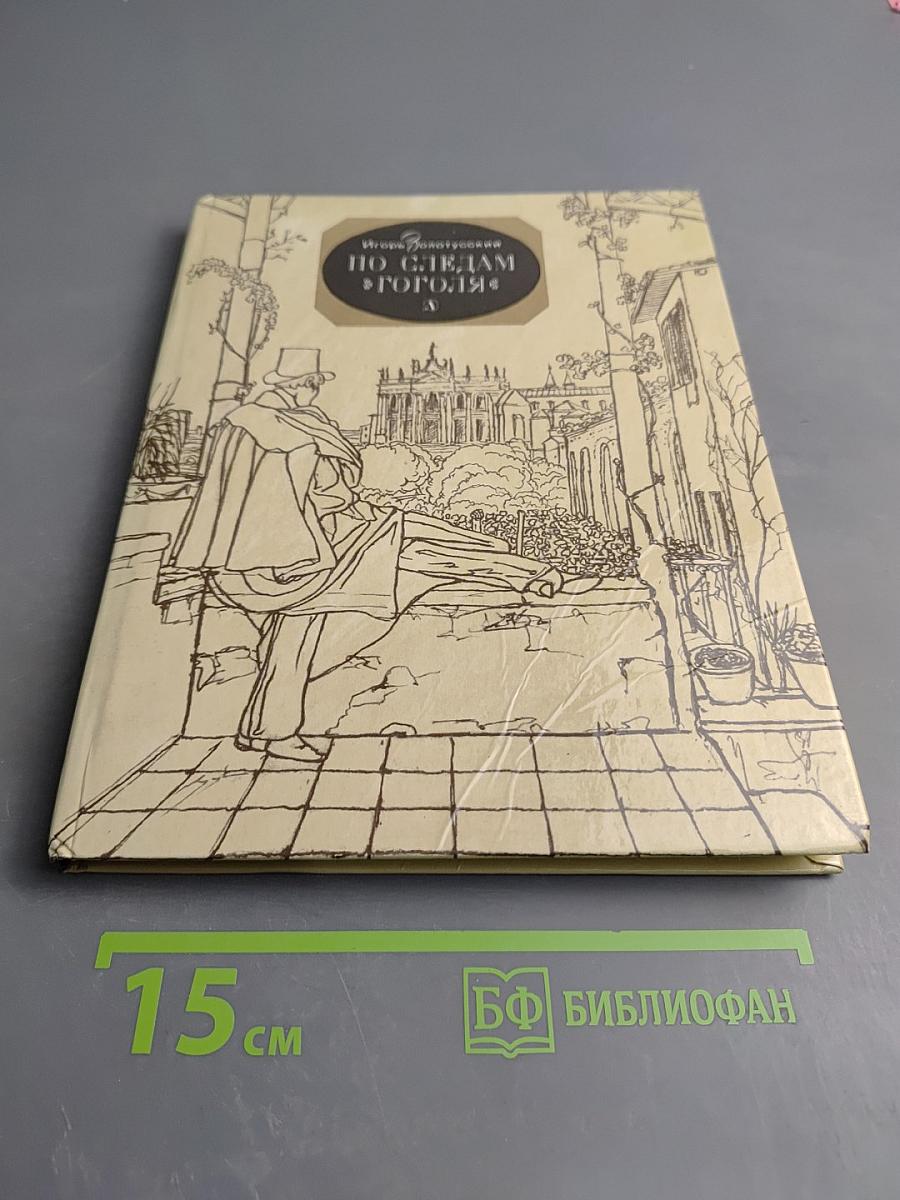 Игорь Золотусский
ПО СЛЕДАМ
»ГОГОЛЯ«
15 см
БФ БИБЛИОФАН